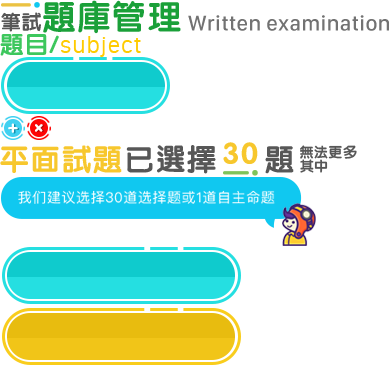 筆試題庫管理 Written examination
題目/subject
平面試題已選擇 30 題 無法更多
其中
我们建议选择30道选择题或1道自主命题